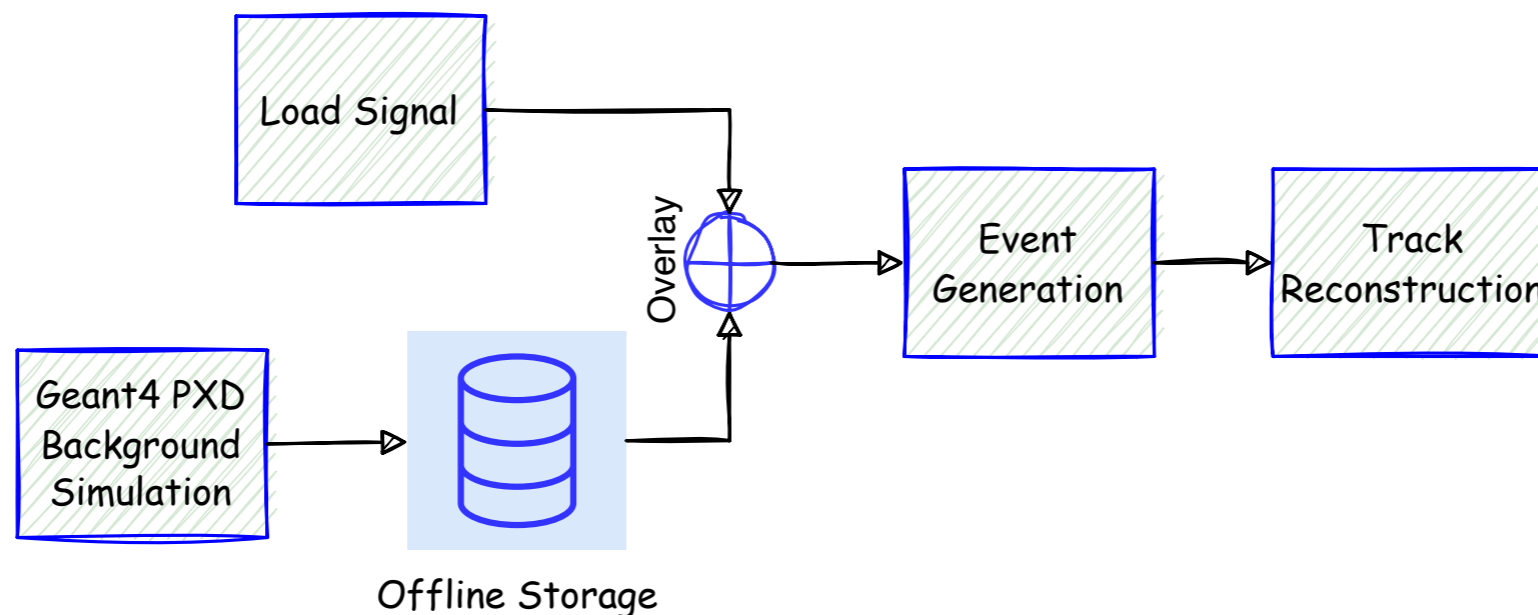 Load Signal
Overlay
Event
Generation
Track
Reconstruction
Geant4 PXD
Background
Simulation
Offline Storage